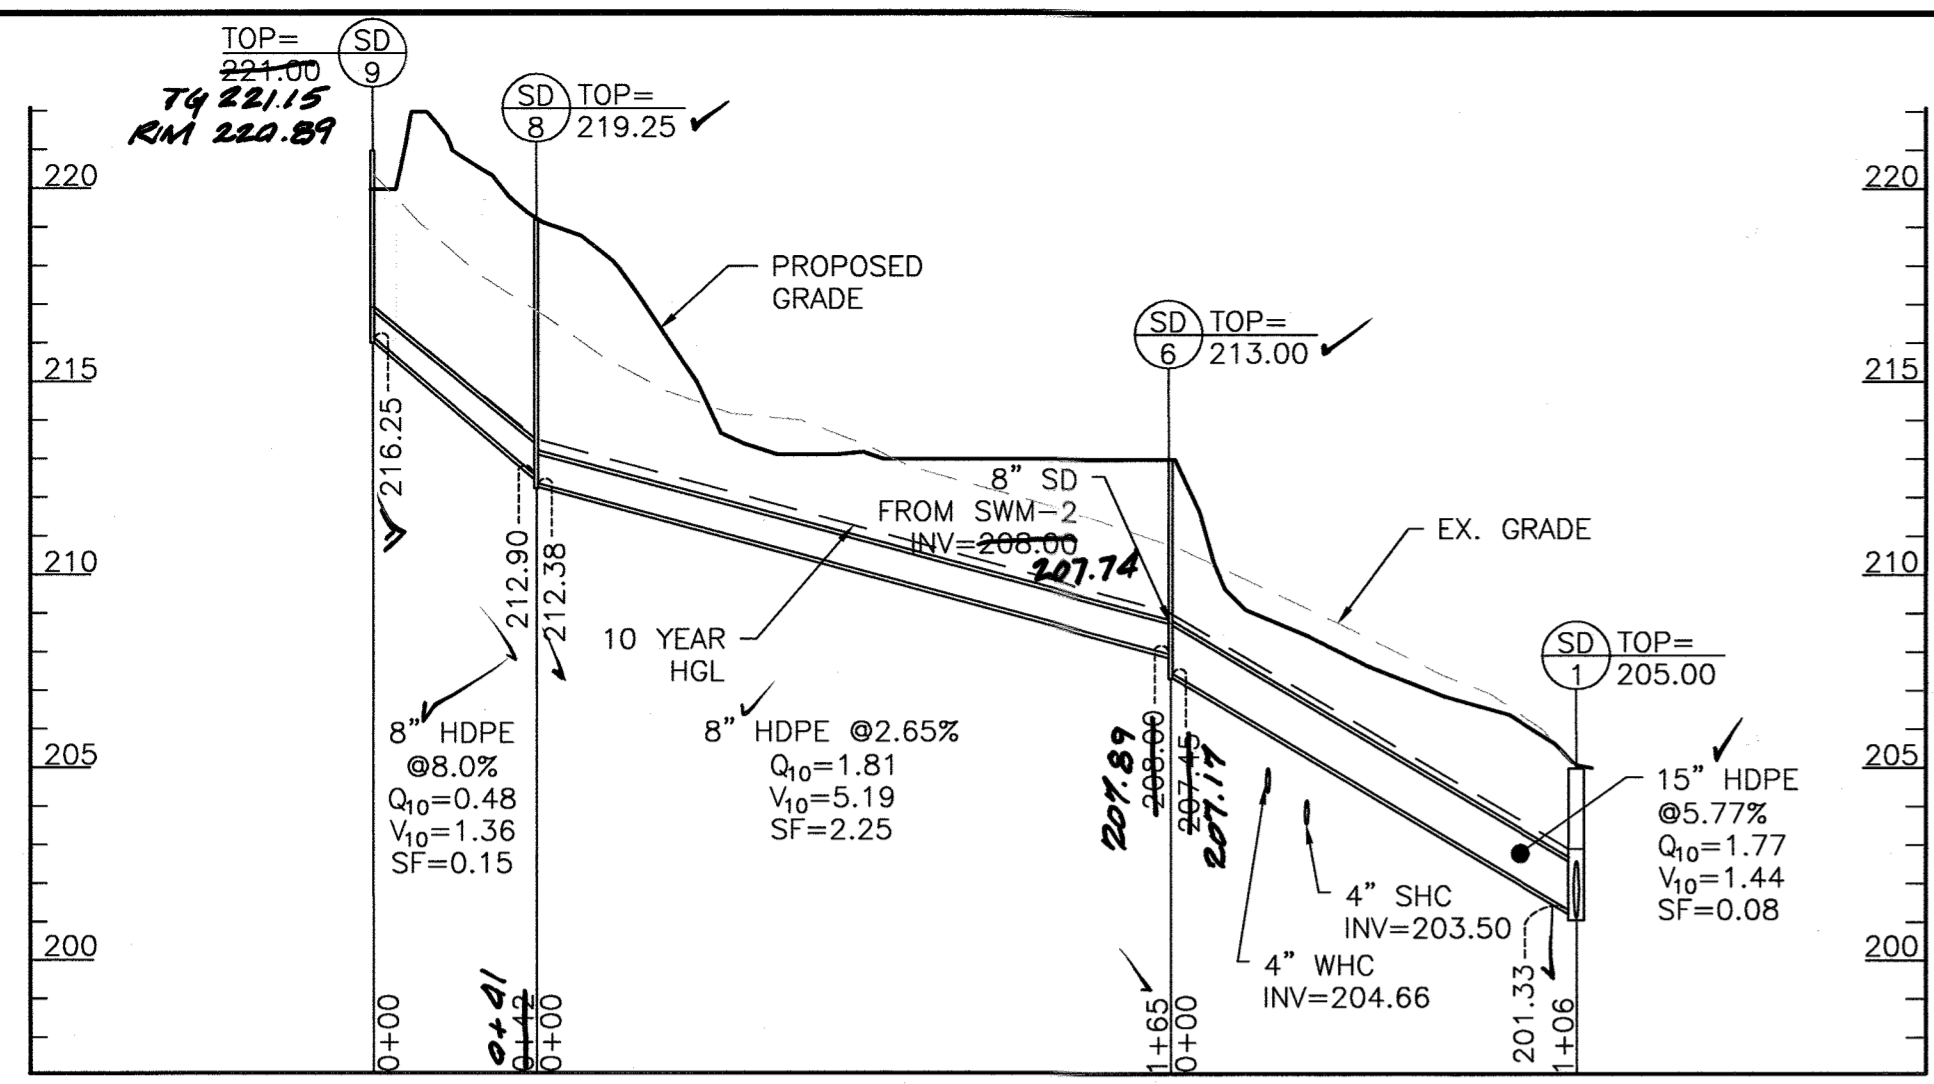 TOP=
221.00
TG 221.15
RIM 220.89
SD
9
SD
8
TOP=
219.25
PROPOSED
GRADE
SD
6
TOP=
213.00
8" SD
FROM SWM-2
INV=208.00
207.74
EX. GRADE
SD
1
TOP=
205.00
220
215
210
205
200
220
215
210
205
200
216.25
212.90
212.38
10 YEAR
HGL
8" HDPE
@8.0%
Q10=0.48
V10=1.36
SF=0.15
8" HDPE @2.65%
Q10=1.81
V10=5.19
SF=2.25
207.89
208.00
207.45
207.17
15" HDPE
@5.77%
Q10=1.77
V10=1.44
SF=0.08
4" SHC
INV=203.50
4" WHC
INV=204.66
201.33
0+00
0+41
0+42
0+00
1+65
0+00
1+06